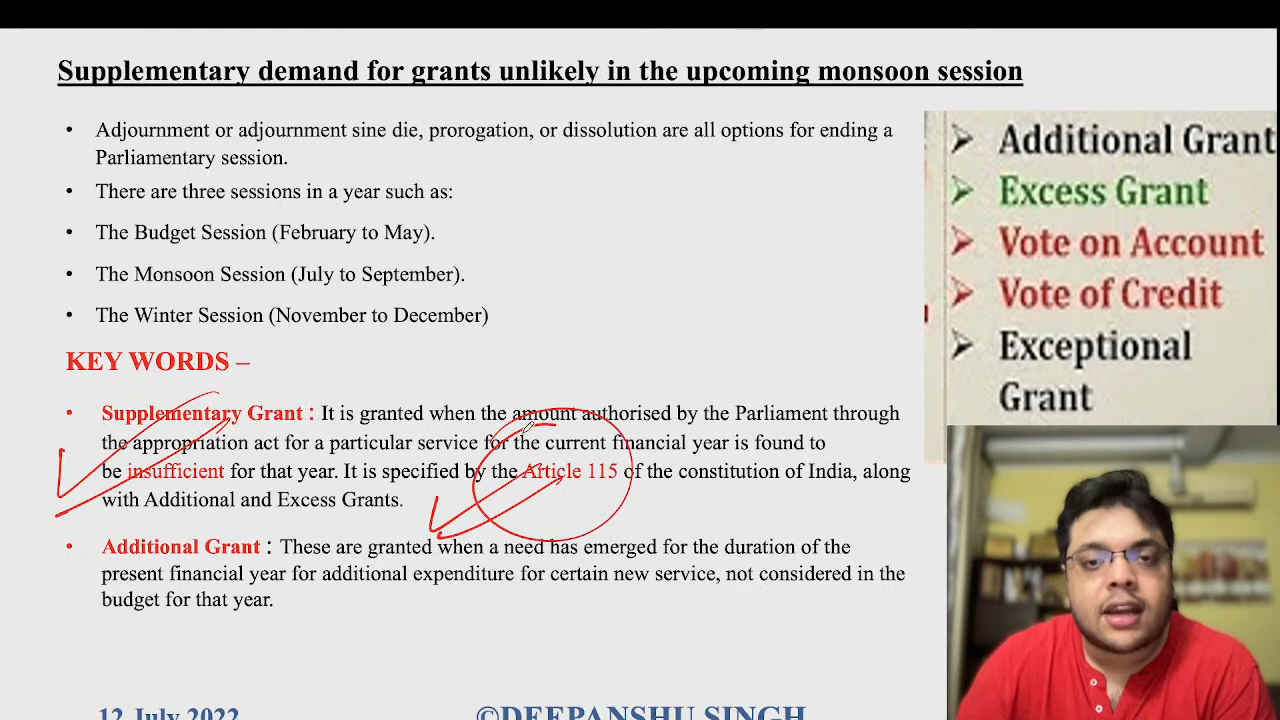 Supplementary demand for grants unlikely in the upcoming monsoon session
• Adjournment or adjournment sine die, prorogation, or dissolution are all options for ending a
Parliamentary session.
• There are three sessions in a year such as:
• The Budget Session (February to May).
• The Monsoon Session (July to September).
• The Winter Session (November to December)
KEY WORDS –
• Supplementary Grant : It is granted when the amount authorised by the Parliament through
the appropriation act for a particular service for the current financial year is found to
be insufficient for that year. It is specified by the Article 115 of the constitution of India, along
with Additional and Excess Grants.
• Additional Grant : These are granted when a need has emerged for the duration of the
present financial year for additional expenditure for certain new service, not considered in the
budget for that year.
➢ Additional Grant
➢ Excess Grant
➢ Vote on Account
➢ Vote of Credit
➢ Exceptional
Grant
12 July 2022
©DEEPANSHU SINGH